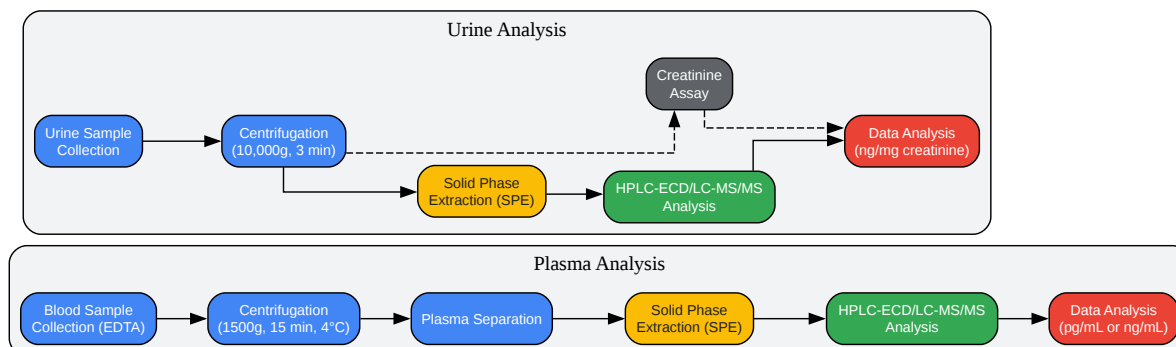 Urine Analysis
Creatinine
Assay
Urine Sample
Collection
Centrifugation
(10,000g, 3 min)
Data Analysis
(ng/mg creatinine)
Solid Phase
Extraction (SPE)
HPLC-ECD/LC-MS/MS
Analysis
Plasma Analysis
Blood Sample
Collection (EDTA)
Centrifugation
(1500g, 15 min, 4°C)
Plasma Separation
Solid Phase
Extraction (SPE)
HPLC-ECD/LC-MS/MS
Analysis
Data Analysis
(pg/mL or ng/mL)